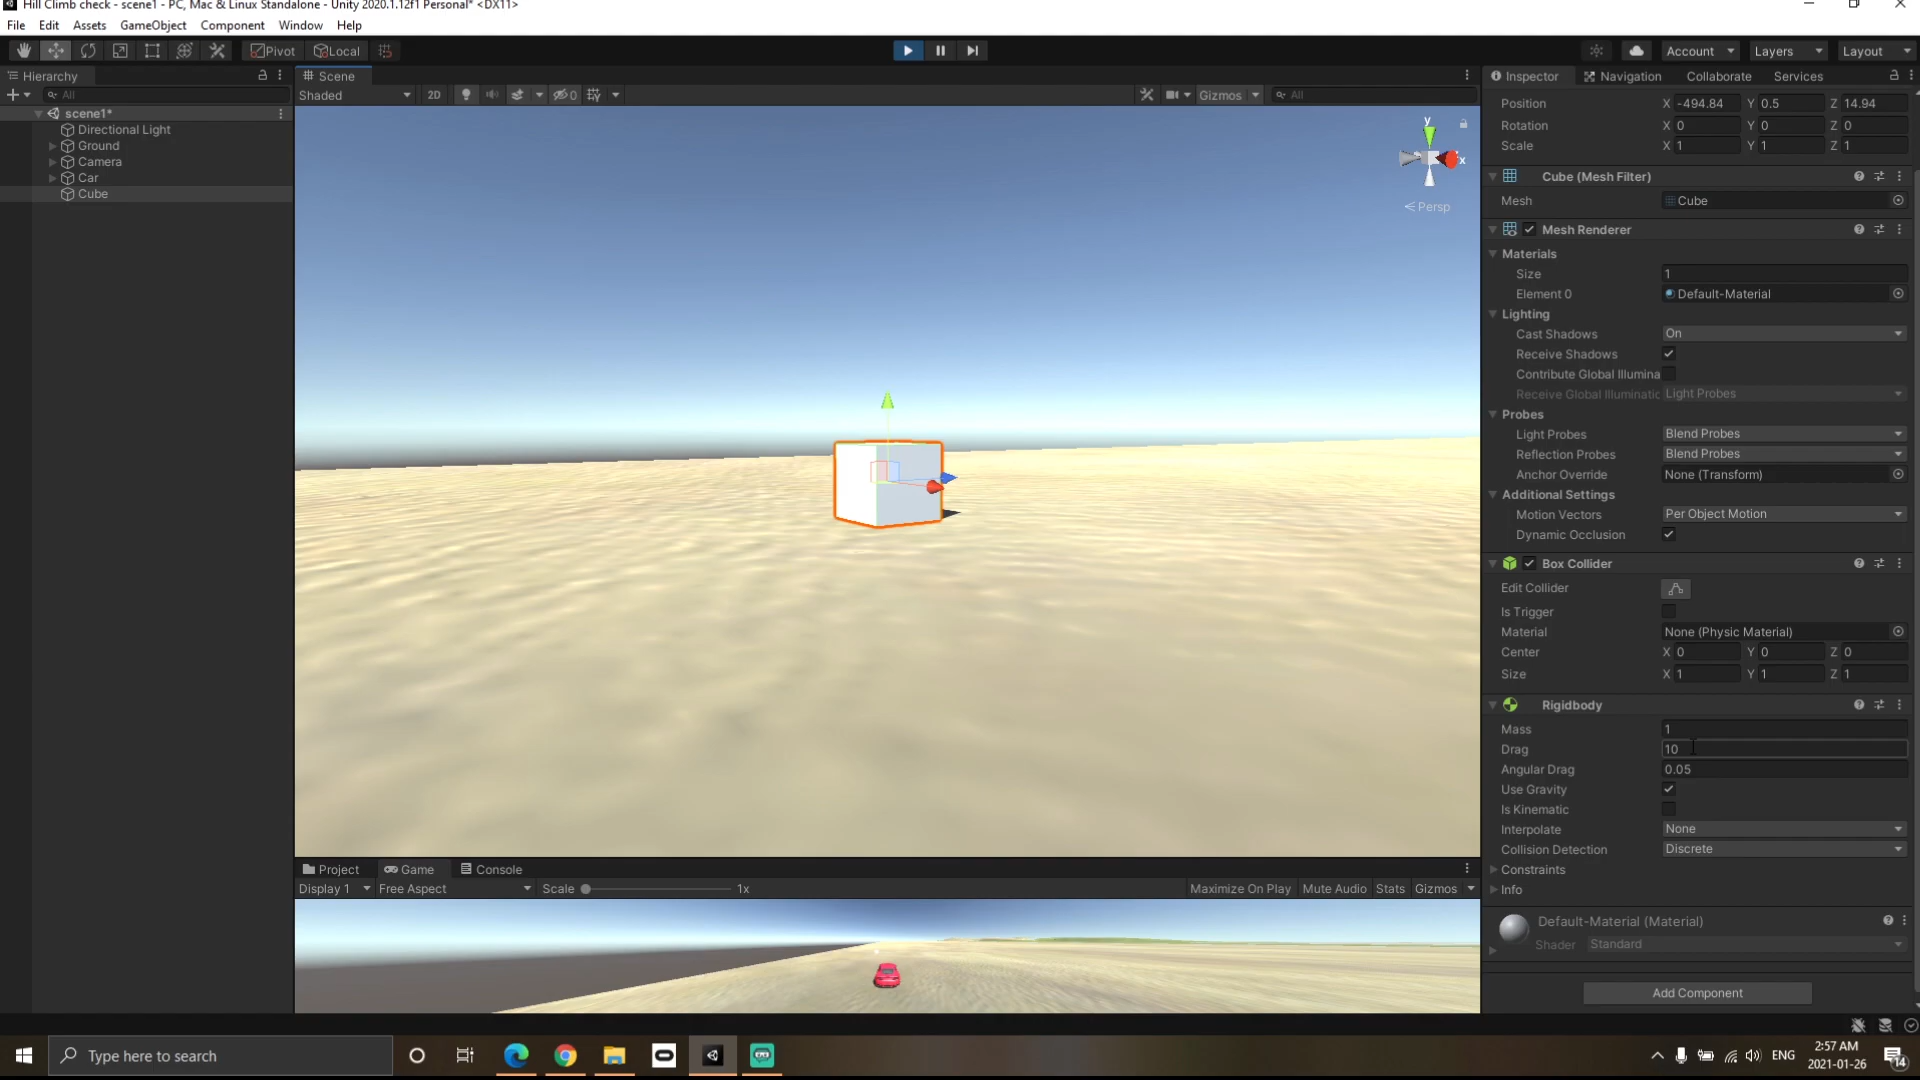 Hill Climb check - scene1 - PC, Mac & Linux Standalone - Unity 2020.1.12f1 Personal* <DX11>
File Edit Assets GameObject Component Window Help
Pivot Local Account Layers Layout
Hierarchy
All
scene1*
Directional Light
Ground
Camera
Car
Cube
Scene
Shaded 2D 0 Gizmos All
y
x
Persp
Inspector Navigation Collaborate Services
Position X -494.84 Y 0.5 Z 14.94
Rotation X 0 Y 0 Z 0
Scale X 1 Y 1 Z 1
Cube (Mesh Filter)
Mesh Cube
Mesh Renderer
Materials
Size 1
Element 0 Default-Material
Lighting
Cast Shadows On
Receive Shadows
Contribute Global Illumina
Receive Global Illuminatic Light Probes
Probes
Light Probes Blend Probes
Reflection Probes Blend Probes
Anchor Override None (Transform)
Additional Settings
Motion Vectors Per Object Motion
Dynamic Occlusion
Box Collider
Edit Collider
Is Trigger
Material None (Physic Material)
Center X 0 Y 0 Z 0
Size X 1 Y 1 Z 1
Rigidbody
Mass 1
Drag 10
Angular Drag 0.05
Use Gravity
Is Kinematic
Interpolate None
Collision Detection Discrete
Constraints
Info
Default-Material (Material)
Shader Standard
Add Component
Project Game Console
Display 1 Free Aspect Scale 1x Maximize On Play Mute Audio Stats Gizmos
Type here to search
ENG
2:57 AM
2021-01-26
14